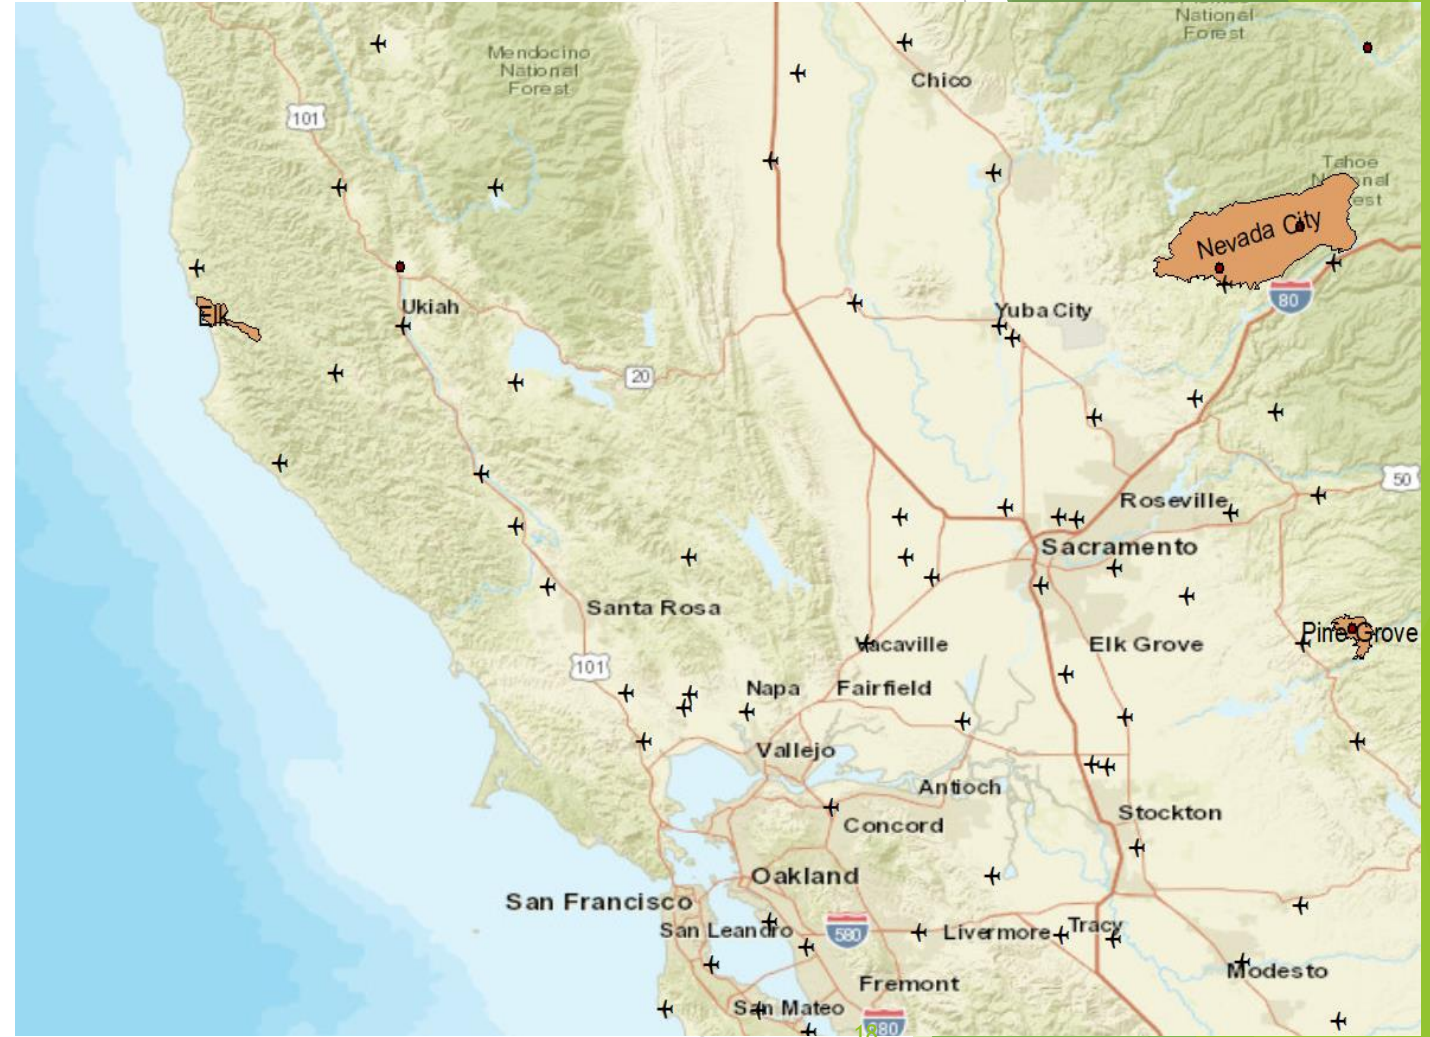 National
Forest
Mendocino
National
Forest
Chico
101
Tahoe
Nevada City
Elk
Ukiah
80
Yuba City
20
50
Roseville
Sacramento
Santa Rosa
Pine Grove
Vacaville
Elk Grove
101
Napa
Fairfield
Vallejo
Antioch
Stockton
Concord
Oakland
San Francisco
San Leandro
580
Livermore
Tracy
Modesto
Fremont
San Mateo
680
18